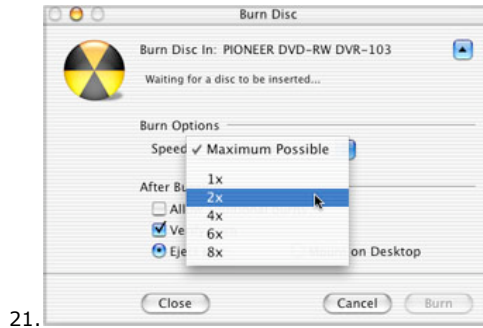 Burn Disc
Burn Disc In: PIONEER DVD-RW DVR-103
Waiting for a disc to be inserted...
Burn Options
Speed ✓ Maximum Possible
1x
After Bu
2x
All
4x
Ve
6x
Eje 8x on Desktop
21.
Close Cancel Burn